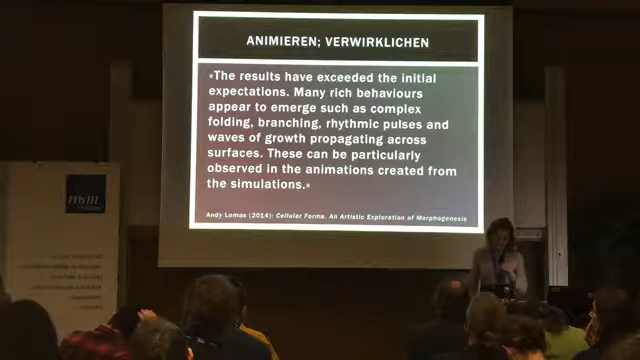 ANIMIEREN; VERWIRKLICHEN
«The results have exceeded the initial
expectations. Many rich behaviours
appear to emerge such as complex
folding, branching, rhythmic pulses and
waves of growth propagating across
surfaces. These can be particularly
observed in the animations created from
the simulations.»
Andy Lomas (2014): Cellular Forms. An Artistic Exploration of Morphogenesis